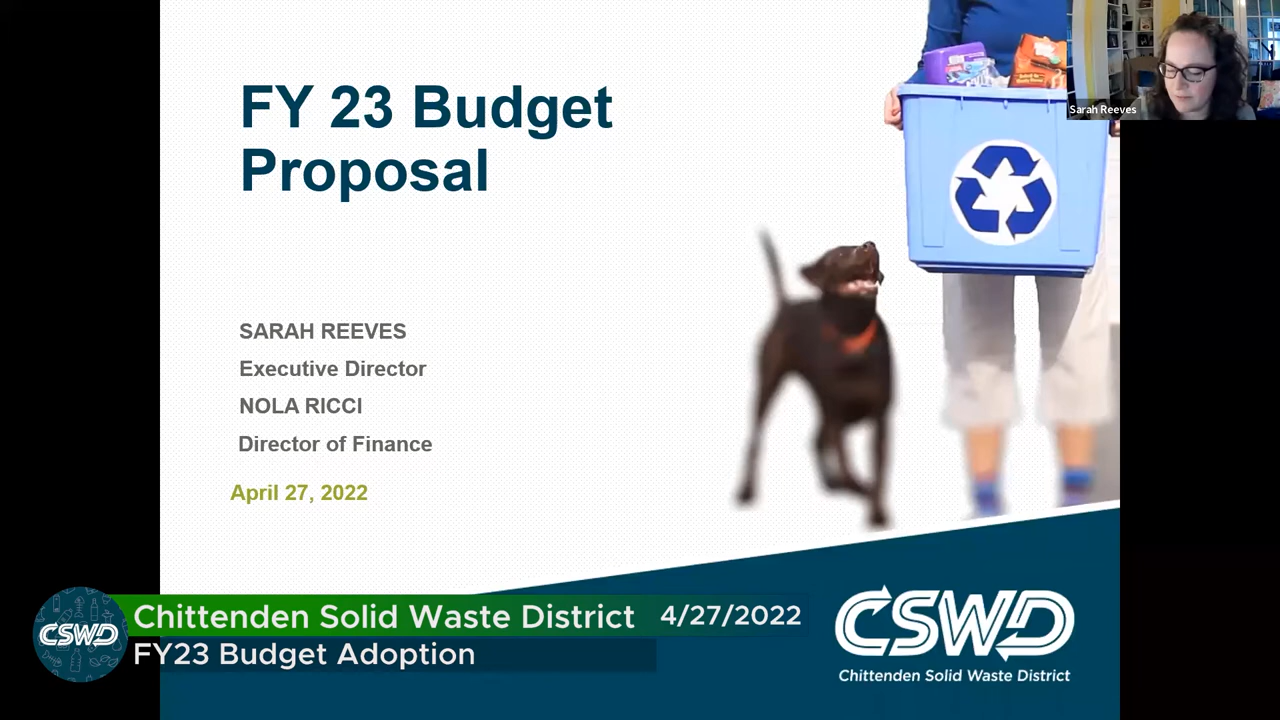 FY 23 Budget
Proposal
Sarah Reeves
SARAH REEVES
Executive Director
NOLA RICCI
Director of Finance
April 27, 2022
CSWD
Chittenden Solid Waste District
CSWD
Chittenden Solid Waste District 4/27/2022
FY23 Budget Adoption